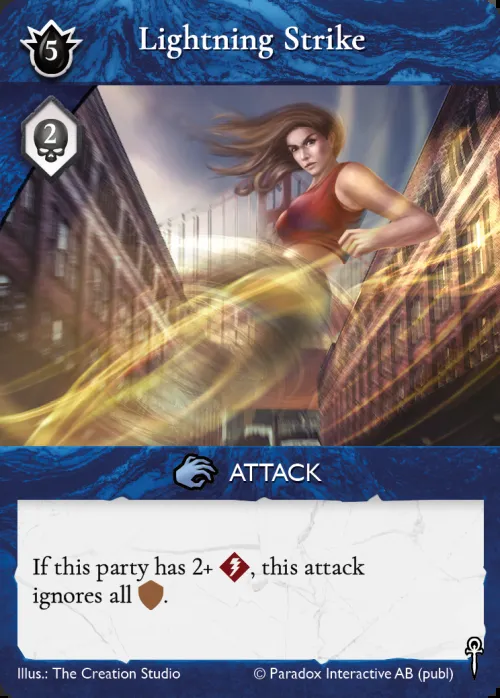 5
Lightning Strike
2
ATTACK
If this party has 2+ , this attack
ignores all .
Illus.: The Creation Studio
© Paradox Interactive AB (publ)